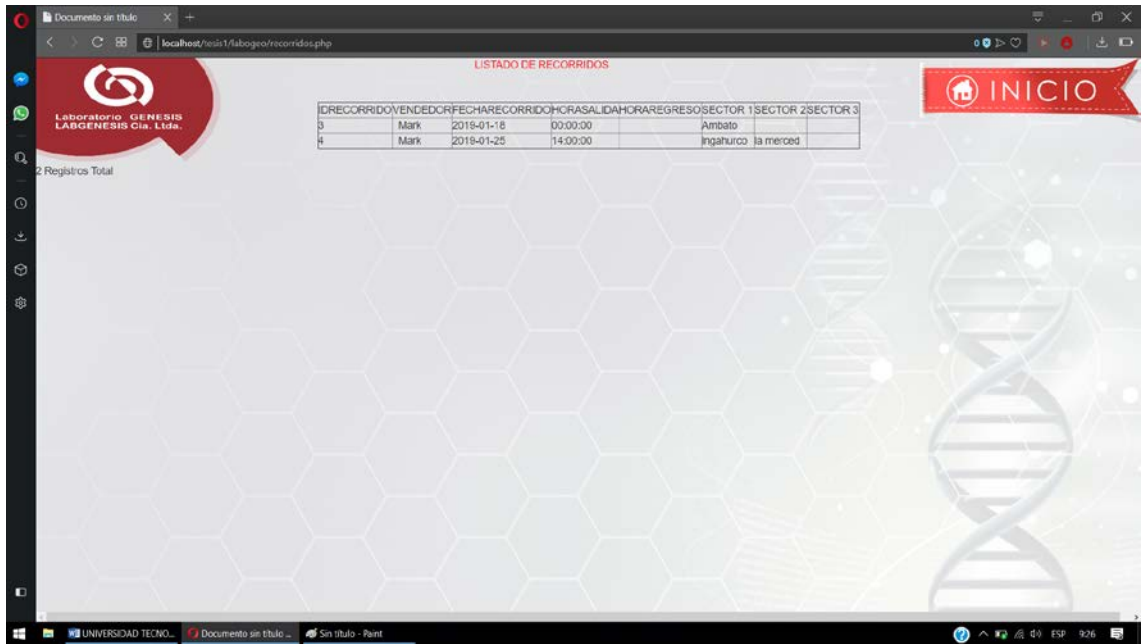 Documento sin título
localhost/tesis1/labogeo/recorridos.php
LISTADO DE RECORRIDOS
INICIO
Laboratorio GENESIS
LABGENESIS Cia. Ltda.
IDRECORRIDO VENDEDOR FECHARECORRIDO HORASALIDA HORAREGRESO SECTOR 1 SECTOR 2 SECTOR 3
3 Mark 2019-01-18 00:00:00 Ambato
4 Mark 2019-01-25 14:00:00 Ingahurco la merced
2 Registros Total
UNIVERSIDAD TECNO... Documento sin título ... Sin título - Paint ESP 9:26